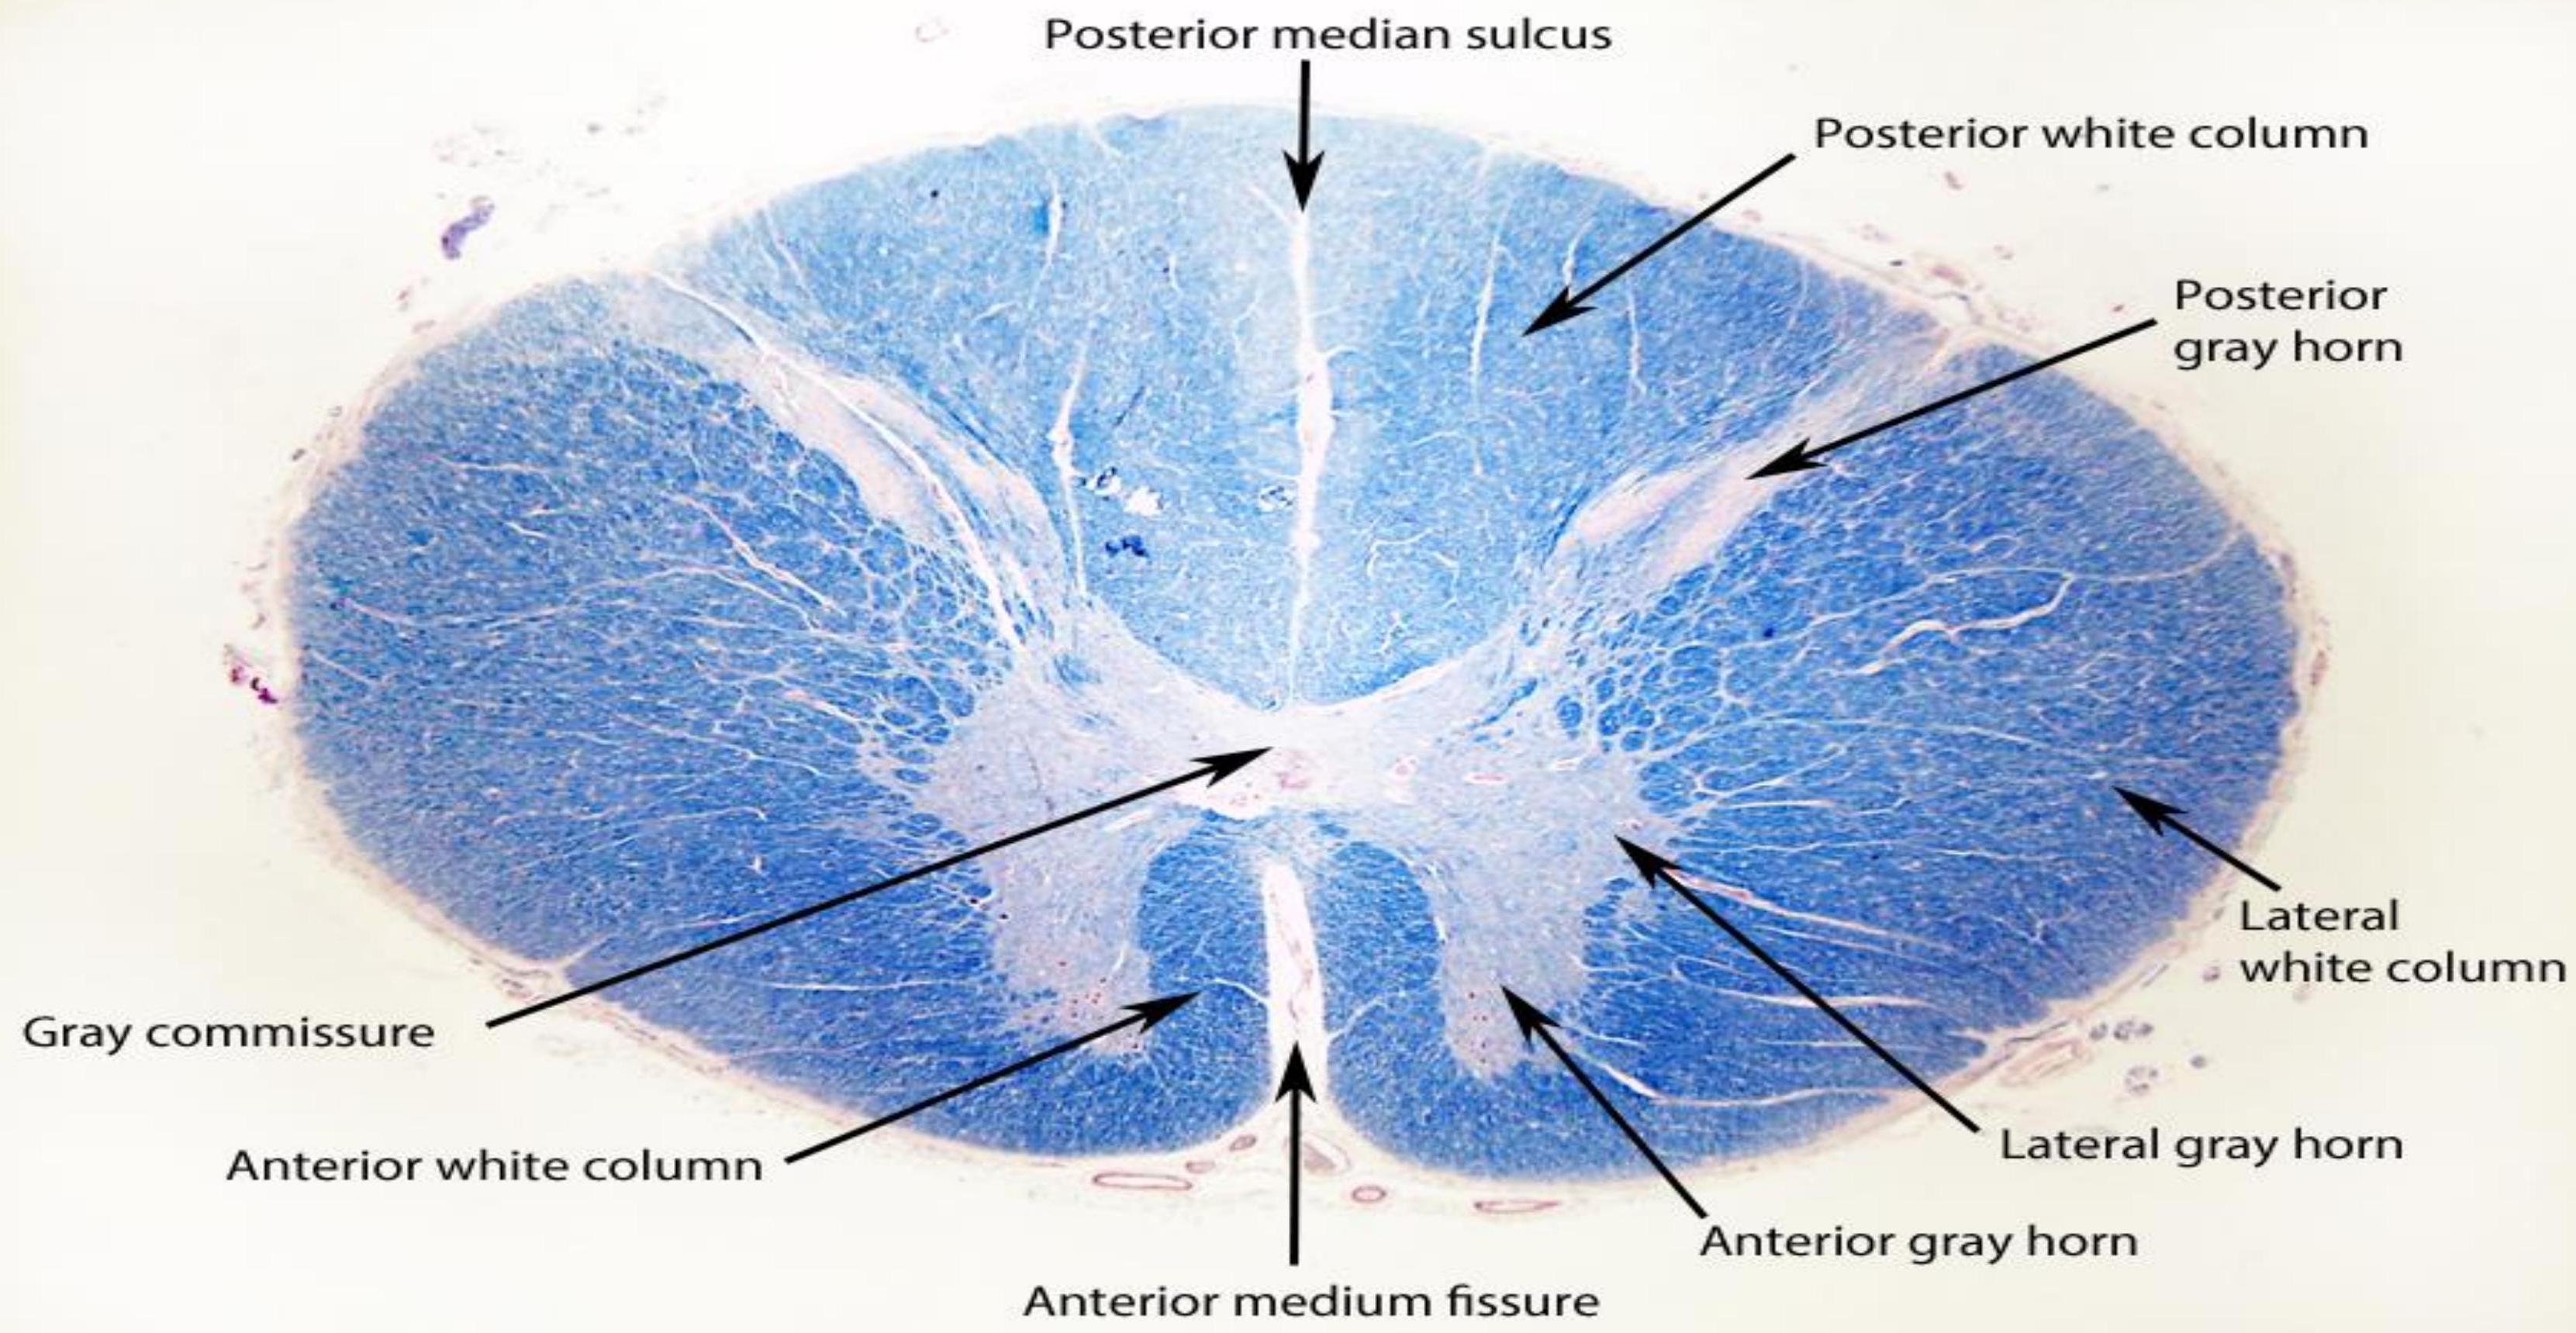 Posterior median sulcus
Posterior white column
Posterior
gray horn
Lateral
white column
Gray commissure
Lateral gray horn
Anterior white column
Anterior gray horn
Anterior medium fissure